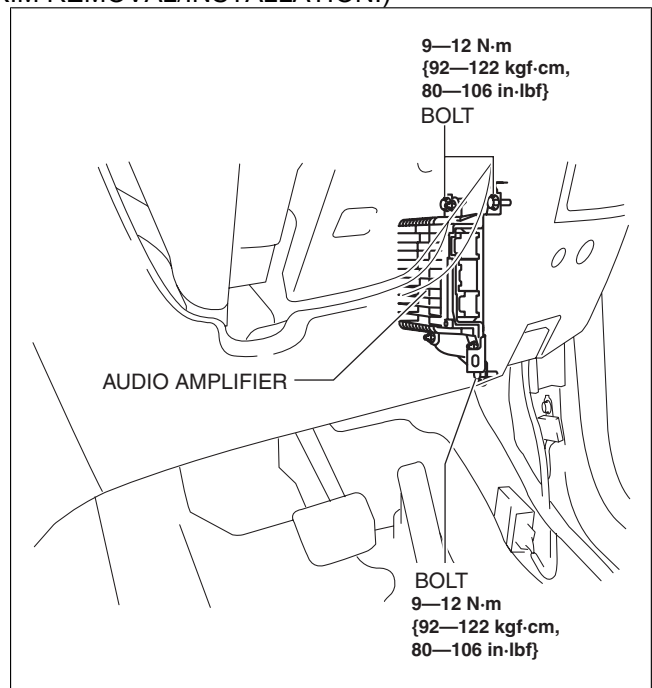 9—12 N·m
{92—122 kgf·cm,
80—106 in·lbf}
BOLT
AUDIO AMPLIFIER
BOLT
9—12 N·m
{92—122 kgf·cm,
80—106 in·lbf}